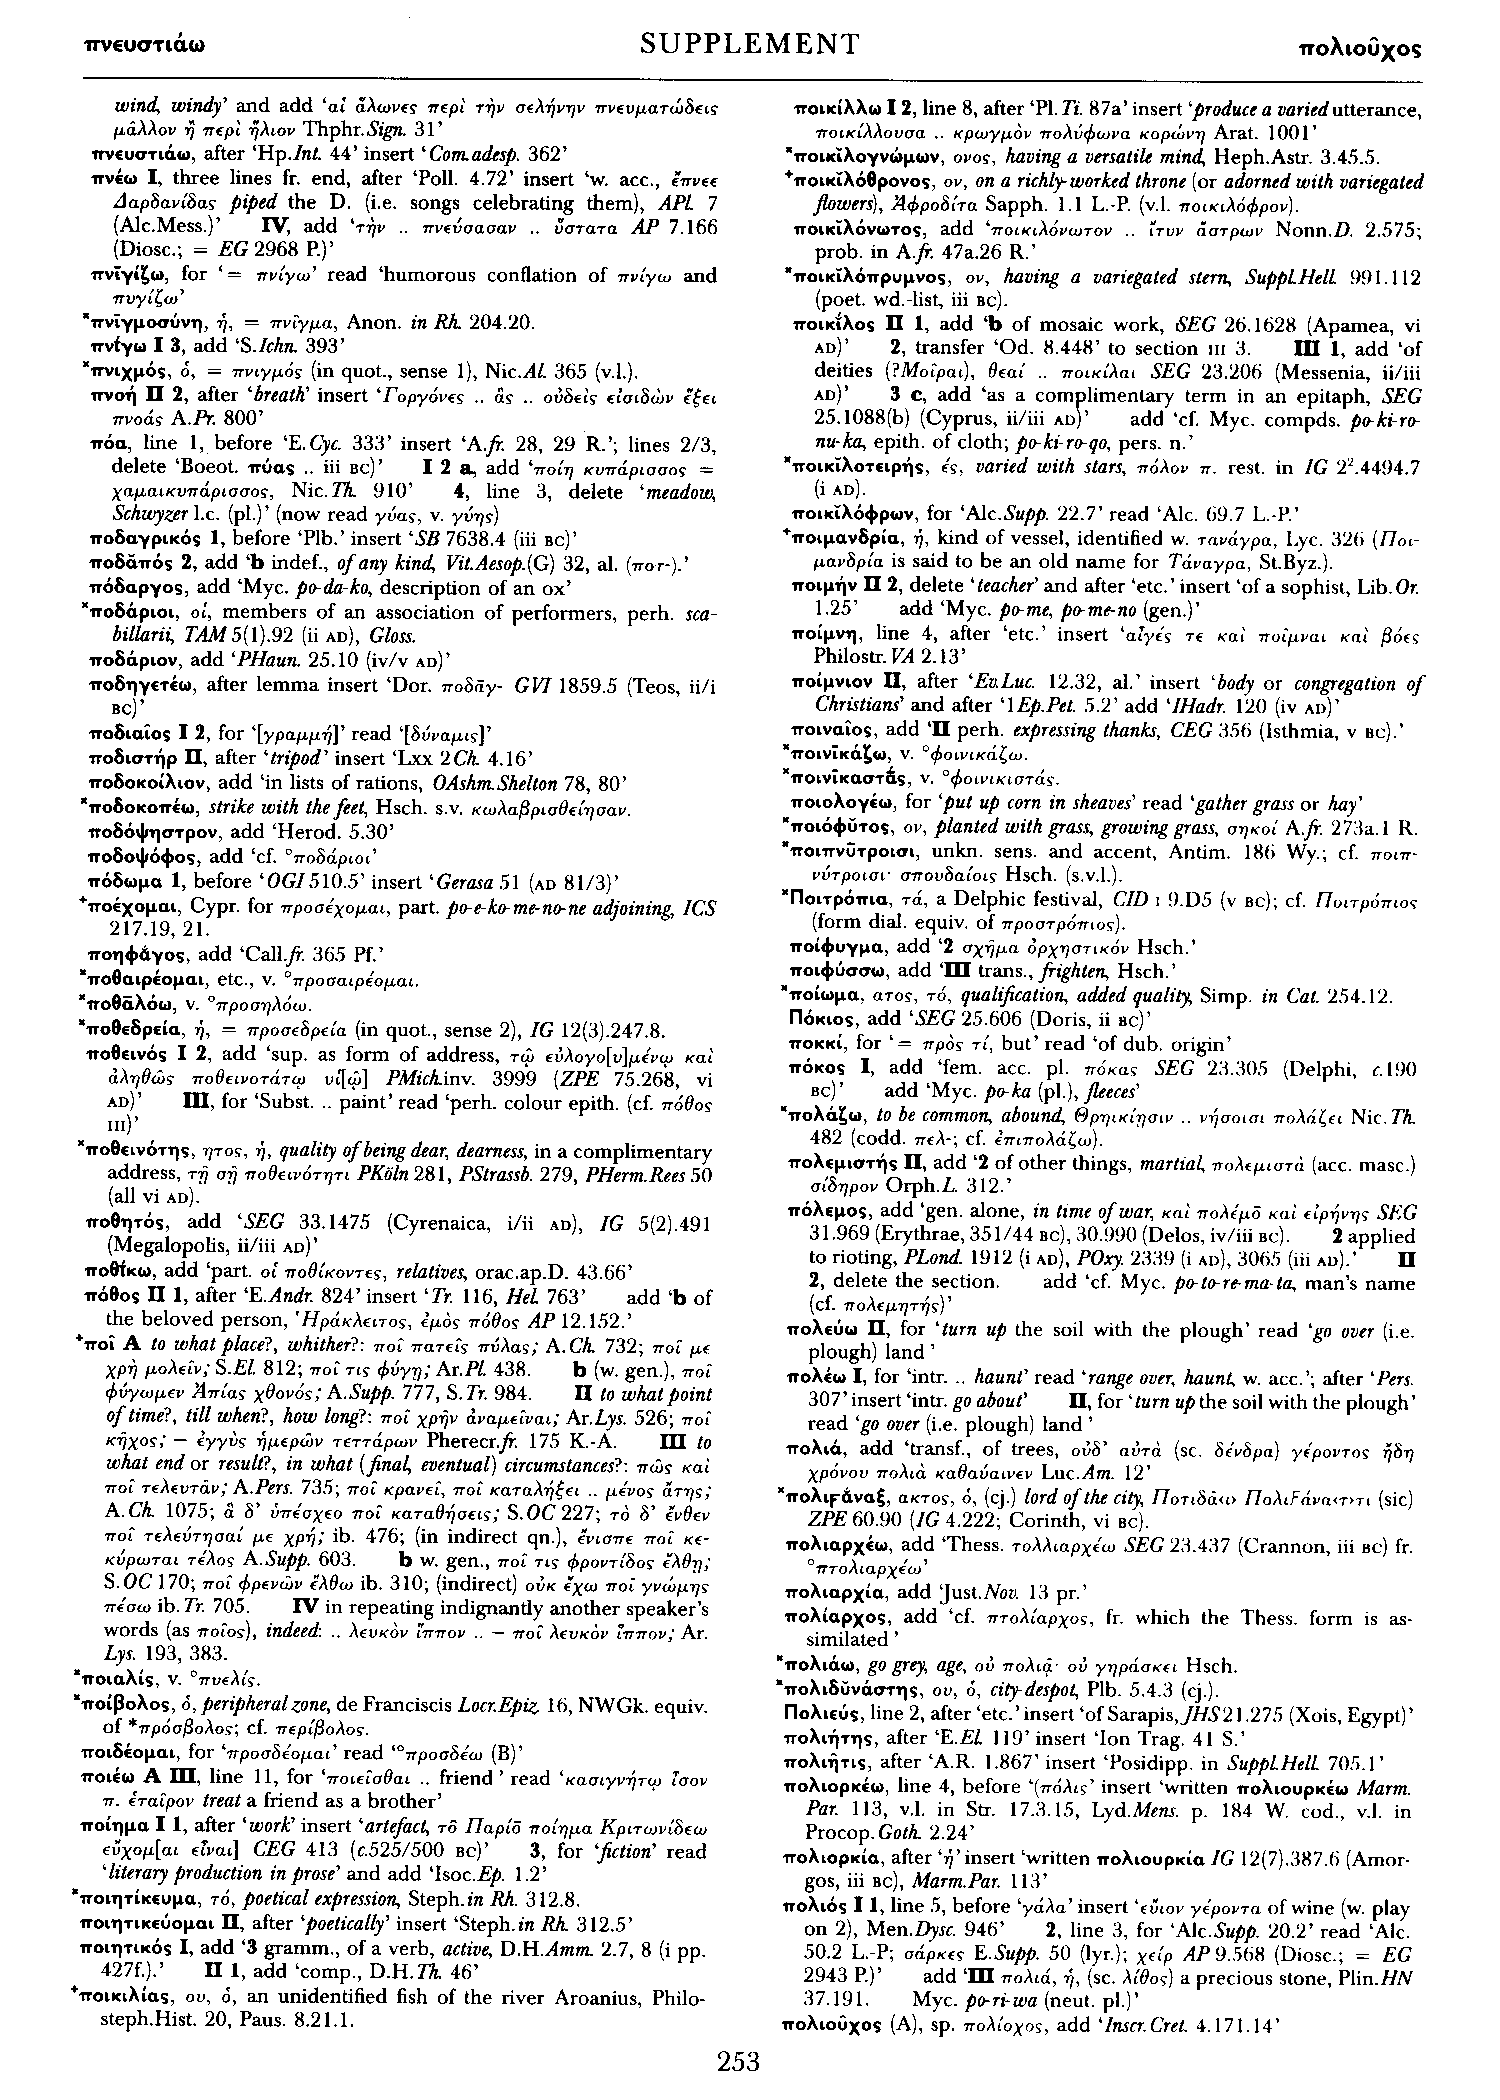 πνευστιάω SUPPLEMENT πολιοῦχος
wind, windy’ and add ‘αἱ ἅλωνες περὶ τὴν σελήνην πνευματώδεις
μᾶλλον ἢ περὶ ἥλιον Thphr.Sign. 31’
πνευστιάω, after ‘Hp.Int. 44’ insert ‘Com.adesp. 362’
πνέω I, three lines fr. end, after ‘Poll. 4.72’ insert ‘w. acc., ἔπνεε
Δαρδανίδας piped the D. (i.e. songs celebrating them), APl. 7
(Alc.Mess.)’ IV, add ‘τὴν .. πνεύσασαν .. ὕστατα AP 7.166
(Diosc.; = EG 2968 P.)’
πνῑγίζω, for ‘= πνίγω’ read ‘humorous conflation of πνίγω and
πυγίζω’
*πνῑγμοσύνη, ἡ, = πνῖγμα, Anon. in Rh. 204.20.
πνί̄γω I 3, add ‘S.Ichn. 393’
*πνιχμός, ὁ, = πνιγμός (in quot., sense 1), Nic.Al. 365 (v.l.).
πνοή II 2, after ‘breath’ insert ‘Γοργόνες .. ἃς .. οὐδεὶς εἰσιδὼν ἕξει
πνοάς A.Pr. 800’
πόα, line 1, before ‘E.Cyc. 333’ insert ‘A.fr. 28, 29 R.’; lines 2/3,
delete ‘Boeot. πύας .. iii BC)’ I 2 a, add ‘ποίη κυπάρισσος =
χαμαικυπάρισσος, Nic.Th. 910’ 4, line 3, delete ‘meadow,
Schwyzer l.c. (pl.)’ (now read γύας, v. γύης)
ποδαγρικός 1, before ‘Plb.’ insert ‘SB 7638.4 (iii BC)’
ποδᾰπός 2, add ‘b indef., of any kind, Vit.Aesop.(G) 32, al. (ποτ-).’
πόδαργος, add ‘Myc. po-da-ko, description of an ox’
*ποδάριοι, οἱ, members of an association of performers, perh. sca-
billarii, TAM 5(1).92 (ii AD), Gloss.
ποδάριον, add ‘PHaun. 25.10 (iv/v AD)’
ποδηγετέω, after lemma insert ‘Dor. ποδᾱγ- GVI 1859.5 (Teos, ii/i
BC)’
ποδιαῖος I 2, for ‘[γραμμή]’ read ‘[δύναμις]’
ποδιστήρ II, after ‘tripod’ insert ‘Lxx 2Ch. 4.16’
ποδοκοίλιον, add ‘in lists of rations, OAshm.Shelton 78, 80’
*ποδοκοπέω, strike with the feet, Hsch. s.v. κωλαβρισθείησαν.
ποδόψηστρον, add ‘Herod. 5.30’
ποδοψόφος, add ‘cf. °ποδάριοι’
πόδωμα 1, before ‘OGI 510.5’ insert ‘Gerasa 51 (AD 81/3)’
⁺ποέχομαι, Cypr. for προσέχομαι, part. po-e-ko-me-no-ne adjoining, ICS
217.19, 21.
ποηφᾰ́γος, add ‘Call.fr. 365 Pf.’
*ποθαιρέομαι, etc., v. °προσαιρέομαι.
*ποθᾱλόω, v. °προσηλόω.
*ποθεδρεία, ἡ, = προσεδρεία (in quot., sense 2), IG 12(3).247.8.
ποθεινός I 2, add ‘sup. as form of address, τῷ εὐλογο[υ]μένῳ καὶ
ἀληθῶς ποθεινοτάτῳ υἱ[ῷ] PMich.inv. 3999 (ZPE 75.268, vi
AD)’ III, for ‘Subst. .. paint’ read ‘perh. colour epith. (cf. πόθος
III)’
*ποθεινότης, ητος, ἡ, quality of being dear, dearness, in a complimentary
address, τῇ σῇ ποθεινότητι PKöln 281, PStrassb. 279, PHerm.Rees 50
(all vi AD).
ποθητός, add ‘SEG 33.1475 (Cyrenaica, i/ii AD), IG 5(2).491
(Megalopolis, ii/iii AD)’
ποθί̄κω, add ‘part. οἱ ποθίκοντες, relatives, orac.ap.D. 43.66’
πόθος II 1, after ‘E.Andr. 824’ insert ‘Tr. 116, Hel. 763’ add ‘b of
the beloved person, Ἡράκλειτος, ἐμὸς πόθος AP 12.152.’
⁺ποῖ A to what place?, whither?: ποῖ πατεῖς πύλας; A.Ch. 732; ποῖ με
χρὴ μολεῖν; S.El. 812; ποῖ τις φύγῃ; Ar.Pl. 438. b (w. gen.), ποῖ
φύγωμεν Ἀπίας χθονός; A.Supp. 777, S.Tr. 984. II to what point
of time?, till when?, how long?: ποῖ χρῆν ἀναμεῖναι; Ar.Lys. 526; ποῖ
κῆχος; — ἐγγὺς ἡμερῶν τεττάρων Pherecr.fr. 175 K.-A. III to
what end or result?, in what (final, eventual) circumstances?: πῶς καὶ
ποῖ τελευτᾶν; A.Pers. 735; ποῖ κρανεῖ, ποῖ καταλήξει .. μένος ἄτης;
A.Ch. 1075; ἃ δ’ ὑπέσχεο ποῖ καταθήσεις; S.OC 227; τὸ δ’ ἔνθεν
ποῖ τελεύτησαί με χρή; ib. 476; (in indirect qn.), ἔνισπε ποῖ κε-
κύρωται τέλος A.Supp. 603. b w. gen., ποῖ τις φροντίδος ἔλθῃ;
S.OC 170; ποῖ φρενῶν ἔλθω ib. 310; (indirect) οὐκ ἔχω ποῖ γνώμης
πέσω ib.Tr. 705. IV in repeating indignantly another speaker’s
words (as ποῖος), indeed: .. λευκὸν ἵππον .. — ποῖ λευκὸν ἵππον; Ar.
Lys. 193, 383.
*ποιαλίς, v. °πυελίς.
*ποίβολος, ὁ, peripheral zone, de Franciscis Locr.Epiz. 16, NWGk. equiv.
of *πρόσβολος; cf. περίβολος.
ποιδέομαι, for ‘προσδέομαι’ read ‘°προσδέω (B)’
ποιέω A III, line 11, for ‘ποιεῖσθαι .. friend’ read ‘κασιγνήτῳ ἶσον
π. ἑταῖρον treat a friend as a brother’
ποίημα I 1, after ‘work’ insert ‘artefact, τō Παρίō ποίημα Κριτωνίδεω
εὔχομ[αι εἶναι] CEG 413 (c.525/500 BC)’ 3, for ‘fiction’ read
‘literary production in prose’ and add ‘Isoc.Ep. 1.2’
*ποιητίκευμα, τό, poetical expression, Steph.in Rh. 312.8.
ποιητικεύομαι II, after ‘poetically’ insert ‘Steph.in Rh. 312.5’
ποιητικός I, add ‘3 gramm., of a verb, active, D.H.Amm. 2.7, 8 (i pp.
427f.).’ II 1, add ‘comp., D.H.Th. 46’
⁺ποικιλίας, ου, ὁ, an unidentified fish of the river Aroanius, Philo-
steph.Hist. 20, Paus. 8.21.1.
ποικίλλω I 2, line 8, after ‘Pl.Ti. 87a’ insert ‘produce a varied utterance,
ποικίλλουσα .. κρωγμὸν πολύφωνα κορώνη Arat. 1001’
*ποικῐλογνώμων, ονος, having a versatile mind, Heph.Astr. 3.45.5.
⁺ποικῐλόθρονος, ον, on a richly-worked throne (or adorned with variegated
flowers), Ἀφροδίτα Sapph. 1.1 L.-P. (v.l. ποικιλόφρον).
ποικῐλόνωτος, add ‘ποικιλόνωτον .. ἴτυν ἄστρων Nonn.D. 2.575;
prob. in A.fr. 47a.26 R.’
*ποικῐλόπρυμνος, ον, having a variegated stern, Suppl.Hell. 991.112
(poet. wd.-list, iii BC).
ποικῐ́λος II 1, add ‘b of mosaic work, SEG 26.1628 (Apamea, vi
AD)’ 2, transfer ‘Od. 8.448’ to section III 3. III 1, add ‘of
deities (?Μοῖραι), θεαί .. ποικίλαι SEG 23.206 (Messenia, ii/iii
AD)’ 3 c, add ‘as a complimentary term in an epitaph, SEG
25.1088(b) (Cyprus, ii/iii AD)’ add ‘cf. Myc. compds. po-ki-ro-
nu-ka, epith. of cloth; po-ki-ro-qo, pers. n.’
*ποικῐλοτειρής, ές, varied with stars, πόλον π. rest. in IG 2².4494.7
(i AD).
ποικῐλόφρων, for ‘Alc.Supp. 22.7’ read ‘Alc. 69.7 L.-P.’
⁺ποιμανδρία, ἡ, kind of vessel, identified w. τανάγρα, Lyc. 326 (Ποι-
μανδρία is said to be an old name for Τάναγρα, St.Byz.).
ποιμήν II 2, delete ‘teacher’ and after ‘etc.’ insert ‘of a sophist, Lib.Or.
1.25’ add ‘Myc. po-me, po-me-no (gen.)’
ποίμνη, line 4, after ‘etc.’ insert ‘αἶγές τε καὶ ποῖμναι καὶ βόες
Philostr.VA 2.13’
ποίμνιον II, after ‘Ev.Luc. 12.32, al.’ insert ‘body or congregation of
Christians’ and after ‘1Ep.Pet. 5.2’ add ‘IHadr. 120 (iv AD)’
ποιναῖος, add ‘II perh. expressing thanks, CEG 356 (Isthmia, v BC).’
*ποινῑκάζω, v. °φοινικάζω.
*ποινῑκαστᾱ́ς, v. °φοινικιστάς.
ποιολογέω, for ‘put up corn in sheaves’ read ‘gather grass or hay’
*ποιόφῠτος, ον, planted with grass, growing grass, σηκοί A.fr. 273a.1 R.
*ποιπνῡτροισι, unkn. sens. and accent, Antim. 186 Wy.; cf. ποιπ-
νύτροισι· σπουδαίοις Hsch. (s.v.l.).
*Ποιτρόπια, τά, a Delphic festival, CID I 9.D5 (v BC); cf. Ποιτρόπιος
(form dial. equiv. of προστρόπιος).
ποίφυγμα, add ‘2 σχῆμα ὀρχηστικόν Hsch.’
ποιφύσσω, add ‘III trans., frighten, Hsch.’
*ποίωμα, ατος, τό, qualification, added quality, Simp. in Cat. 254.12.
Πόκιος, add ‘SEG 25.606 (Doris, ii BC)’
ποκκί, for ‘= πρὸς τί, but’ read ‘of dub. origin’
πόκος I, add ‘fem. acc. pl. πόκας SEG 23.305 (Delphi, c.190
BC)’ add ‘Myc. po-ka (pl.), fleeces’
*πολάζω, to be common, abound, Θρηικίῃσιν .. νήσοισι πολάζει Nic.Th.
482 (codd. πελ-; cf. ἐπιπολάζω).
πολεμιστής II, add ‘2 of other things, martial, πολεμιστὰ (acc. masc.)
σίδηρον Orph.L. 312.’
πόλεμος, add ‘gen. alone, in time of war, καὶ πολέμō καὶ εἰρήνης SEG
31.969 (Erythrae, 351/44 BC), 30.990 (Delos, iv/iii BC). 2 applied
to rioting, PLond. 1912 (i AD), POxy. 2339 (i AD), 3065 (iii AD).’ II
2, delete the section. add ‘cf. Myc. po-to-re-ma-ta, man’s name
(cf. πολεμητής)’
πολεύω II, for ‘turn up the soil with the plough’ read ‘go over (i.e.
plough) land’
πολέω I, for ‘intr. .. haunt’ read ‘range over, haunt, w. acc.’; after ‘Pers.
307’ insert ‘intr. go about’ II, for ‘turn up the soil with the plough’
read ‘go over (i.e. plough) land’
πολιά, add ‘transf., of trees, οὐδ’ αὐτὰ (sc. δένδρα) γέροντος ἤδη
χρόνου πολιὰ καθαύαινεν Luc.Am. 12’
*πολιϝᾰ́ναξ, ακτος, ὁ, (cj.) lord of the city, Ποτιδᾶ‹ι› Πολιϝάνα‹τ›τι (sic)
ZPE 60.90 (IG 4.222; Corinth, vi BC).
πολιαρχέω, add ‘Thess. τολλιαρχέω SEG 23.437 (Crannon, iii BC) fr.
°πτολιαρχέω’
πολιαρχία, add ‘Just.Nov. 13 pr.’
πολίαρχος, add ‘cf. πτολίαρχος, fr. which the Thess. form is as-
similated’
*πολιάω, go grey, age, οὐ πολιᾷ· οὐ γηράσκει Hsch.
*πολιδῠνάστης, ου, ὁ, city-despot, Plb. 5.4.3 (cj.).
Πολιεύς, line 2, after ‘etc.’ insert ‘of Sarapis, JHS 21.275 (Xois, Egypt)’
πολιήτης, after ‘E.El. 119’ insert ‘Ion Trag. 41 S.’
πολιῆτις, after ‘A.R. 1.867’ insert ‘Posidipp. in Suppl.Hell. 705.1’
πολιορκέω, line 4, before ‘(πόλις’ insert ‘written πολιουρκέω Marm.
Par. 113, v.l. in Str. 17.3.15, Lyd.Mens. p. 184 W. cod., v.l. in
Procop.Goth. 2.24’
πολιορκία, after ‘ἡ’ insert ‘written πολιουρκία IG 12(7).387.6 (Amor-
gos, iii BC), Marm.Par. 113’
πολιός I 1, line 5, before ‘γάλα’ insert ‘εὔιον γέροντα of wine (w. play
on 2), Men.Dysc. 946’ 2, line 3, for ‘Alc.Supp. 20.2’ read ‘Alc.
50.2 L.-P; σάρκες E.Supp. 50 (lyr.); χείρ AP 9.568 (Diosc.; = EG
2943 P.)’ add ‘III πολιά, ἡ, (sc. λίθος) a precious stone, Plin.HN
37.191. Myc. po-ri-wa (neut. pl.)’
πολιοῦχος (A), sp. πολίοχος, add ‘Inscr.Cret. 4.171.14’
253